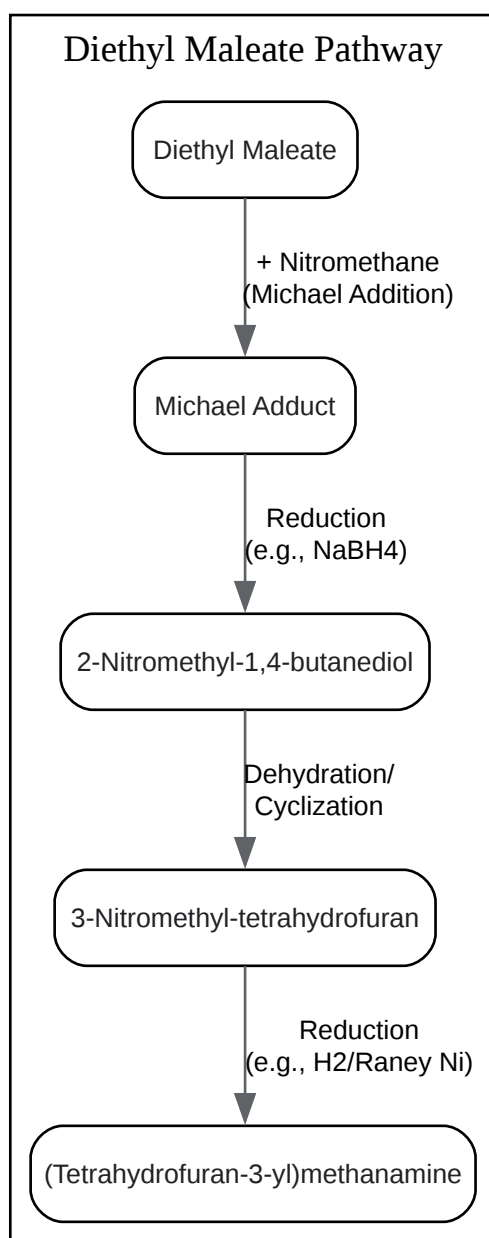 Diethyl Maleate Pathway
Diethyl Maleate
+ Nitromethane
(Michael Addition)
Michael Adduct
Reduction
(e.g., NaBH4)
2-Nitromethyl-1,4-butanediol
Dehydration/
Cyclization
3-Nitromethyl-tetrahydrofuran
Reduction
(e.g., H2/Raney Ni)
(Tetrahydrofuran-3-yl)methanamine